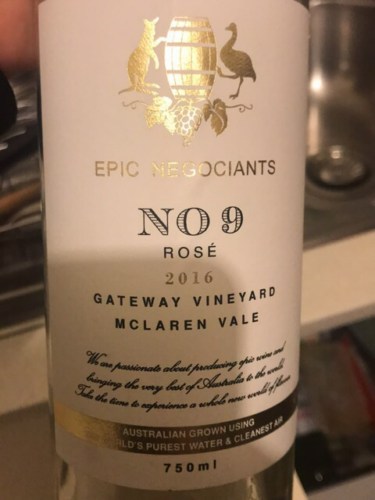 EPIC NEGOCIANTS
NO 9
ROSÉ
2016
GATEWAY VINEYARD
MCLAREN VALE
We are passionate about producing epic wine and
bringing the very best of Australia to the world.
Take the time to experience a whole new world of flavour
AUSTRALIAN GROWN USING
PUREST WATER & CLEANEST AIR
750ml